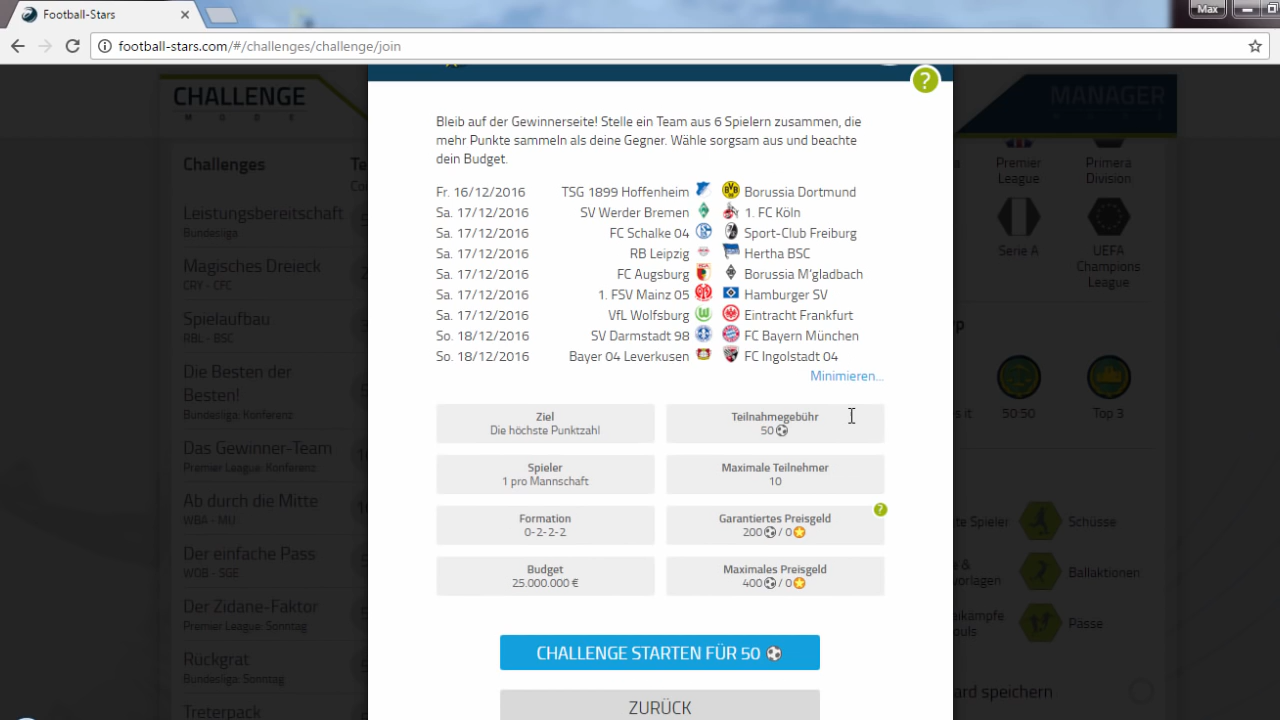 Football-Stars
Max
football-stars.com/#/challenges/challenge/join
CHALLENGE
M O D E
MANAGER
M O D E
Challenges
Leistungsbereitschaft
Bundesliga
Magisches Dreieck
CRY - CFC
Spielaufbau
RBL - BSC
Die Besten der
Besten!
Bundesliga: Konferenz
Das Gewinner-Team
Premier League: Konferenz
Ab durch die Mitte
WBA - MU
Der einfache Pass
WOB - SGE
Der Zidane-Faktor
Premier League: Sonntag
Rückgrat
Bundesliga: Sonntag
Treterpack
?
Bleib auf der Gewinnerseite! Stelle ein Team aus 6 Spielern zusammen, die
mehr Punkte sammeln als deine Gegner. Wähle sorgsam aus und beachte
dein Budget.
Fr. 16/12/2016 TSG 1899 Hoffenheim Borussia Dortmund
Sa. 17/12/2016 SV Werder Bremen 1. FC Köln
Sa. 17/12/2016 FC Schalke 04 Sport-Club Freiburg
Sa. 17/12/2016 RB Leipzig Hertha BSC
Sa. 17/12/2016 FC Augsburg Borussia M'gladbach
Sa. 17/12/2016 1. FSV Mainz 05 Hamburger SV
Sa. 17/12/2016 VfL Wolfsburg Eintracht Frankfurt
So. 18/12/2016 SV Darmstadt 98 FC Bayern München
So. 18/12/2016 Bayer 04 Leverkusen FC Ingolstadt 04
Minimieren...
Ziel
Die höchste Punktzahl
Teilnahmegebühr
50
Spieler
1 pro Mannschaft
Maximale Teilnehmer
10
Formation
0-2-2-2
Garantiertes Preisgeld
200 / 0
?
Budget
25.000.000 €
Maximales Preisgeld
400 / 0
CHALLENGE STARTEN FÜR 50
ZURÜCK
Premier
League
Primera
Division
Serie A
UEFA
Champions
League
50:50
Top 3
Schüsse
Ballaktionen
Pässe
speichern